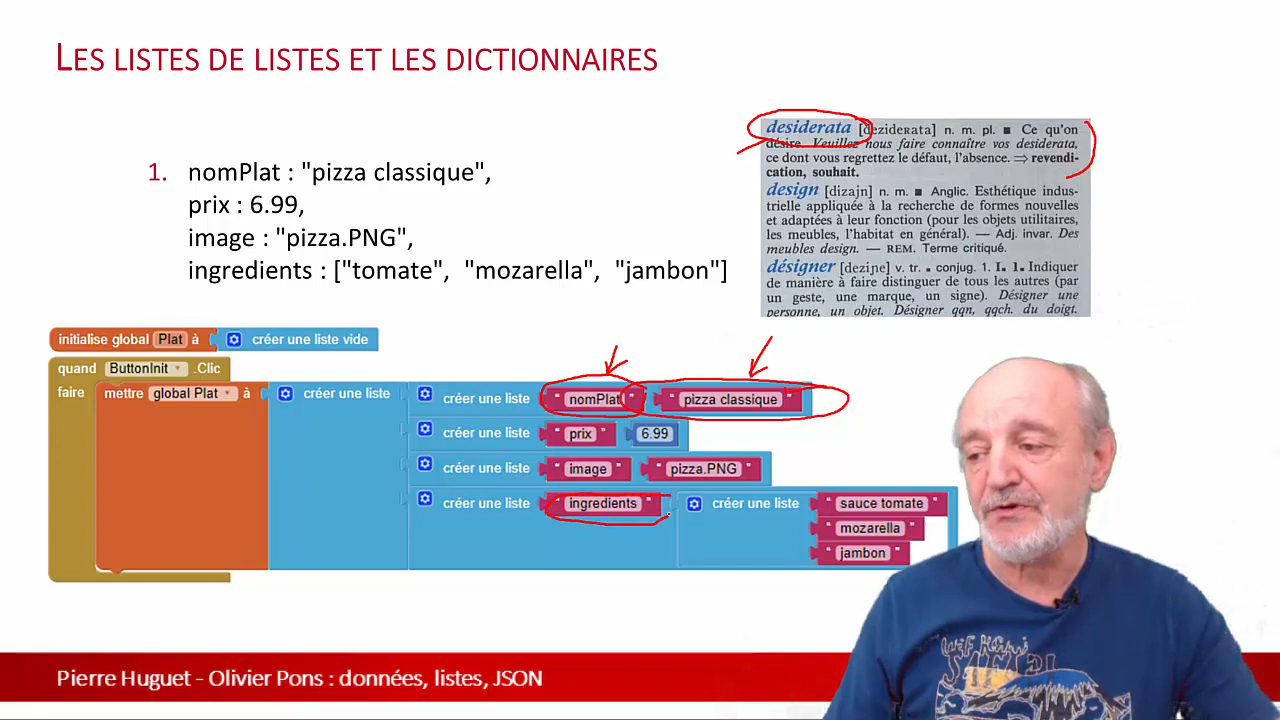 LES LISTES DE LISTES ET LES DICTIONNAIRES
1. nomPlat : "pizza classique",
prix : 6.99,
image : "pizza.PNG",
ingredients : ["tomate", "mozarella", "jambon"]
desiderata [deziderata] n. m. pl. ■ Ce qu'on
désire. Veuillez nous faire connaître vos desiderata,
ce dont vous regrettez le défaut, l'absence. ⇒ revendi-
cation, souhait.
design [dizajn] n. m. ■ Anglic. Esthétique indus-
trielle appliquée à la recherche de formes nouvelles
et adaptées à leur fonction (pour les objets utilitaires,
les meubles, l'habitat en général). — Adj. invar. Des
meubles design. — REM. Terme critiqué.
désigner [deziɲe] v. tr. ▪ conjug. 1. I. 1. Indiquer
de manière à faire distinguer de tous les autres (par
un geste, une marque, un signe). Désigner une
personne, un objet. Désigner qqn, qqch. du doigt.
initialise global Plat à créer une liste vide
quand ButtonInit .Clic
faire mettre global Plat à créer une liste créer une liste " nomPlat " " pizza classique "
créer une liste " prix " 6.99
créer une liste " image " " pizza.PNG "
créer une liste " ingredients " créer une liste " sauce tomate "
" mozarella "
" jambon "
Pierre Huguet - Olivier Pons : données, listes, JSON